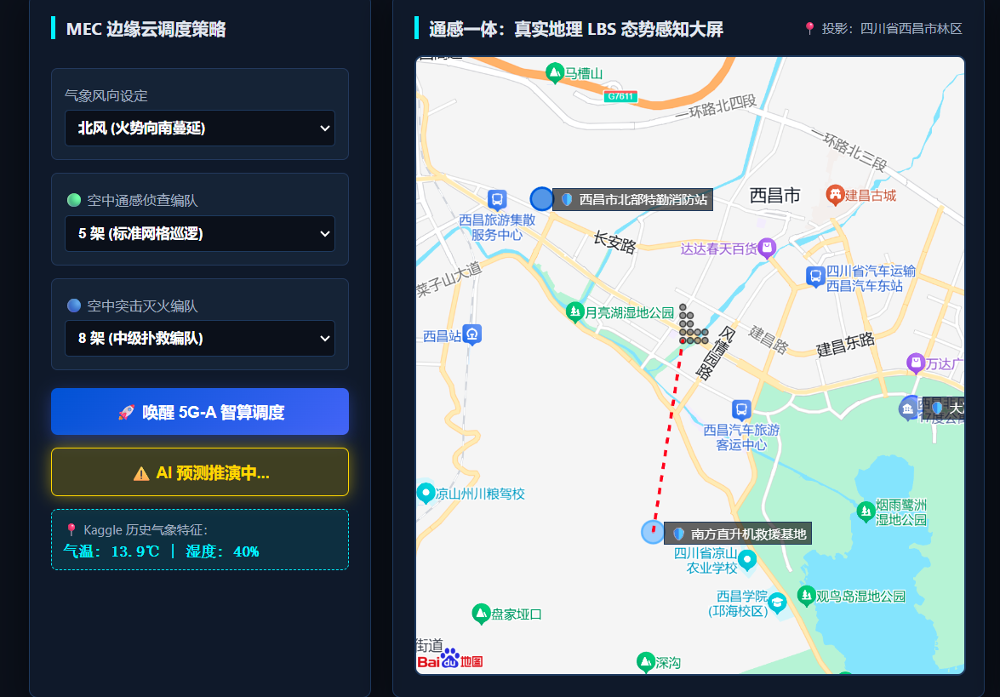 MEC 边缘云调度策略
气象风向设定
北风 (火势向南蔓延)
空中通感侦查编队
5 架 (标准网格巡逻)
空中突击灭火编队
8 架 (中级扑救编队)
唤醒 5G-A 智算调度
AI 预测推演中...
Kaggle 历史气象特征：
气温: 13.9℃ | 湿度: 40%
通感一体：真实地理 LBS 态势感知大屏
投影：四川省西昌市林区
马槽山
G7611
一环路北四段
一环路北三段
西昌市北部特勤消防站
西昌市
建昌古城
西昌旅游集散
服务中心
长安路
达达春天百货
四川省汽车运输
西昌汽车东站
菜子山大道
月亮湖湿地公园
西昌站
风情园路
建昌路
建昌东路
万达广
大
西昌汽车旅游
客运中心
凉山州川粮驾校
烟雨鹭洲
湿地公园
南方直升机救援基地
四川省凉山
农业学校
西昌学院
(邛海校区)
观鸟岛湿地公园
盘家垭口
街道
Bai du 地图
深沟